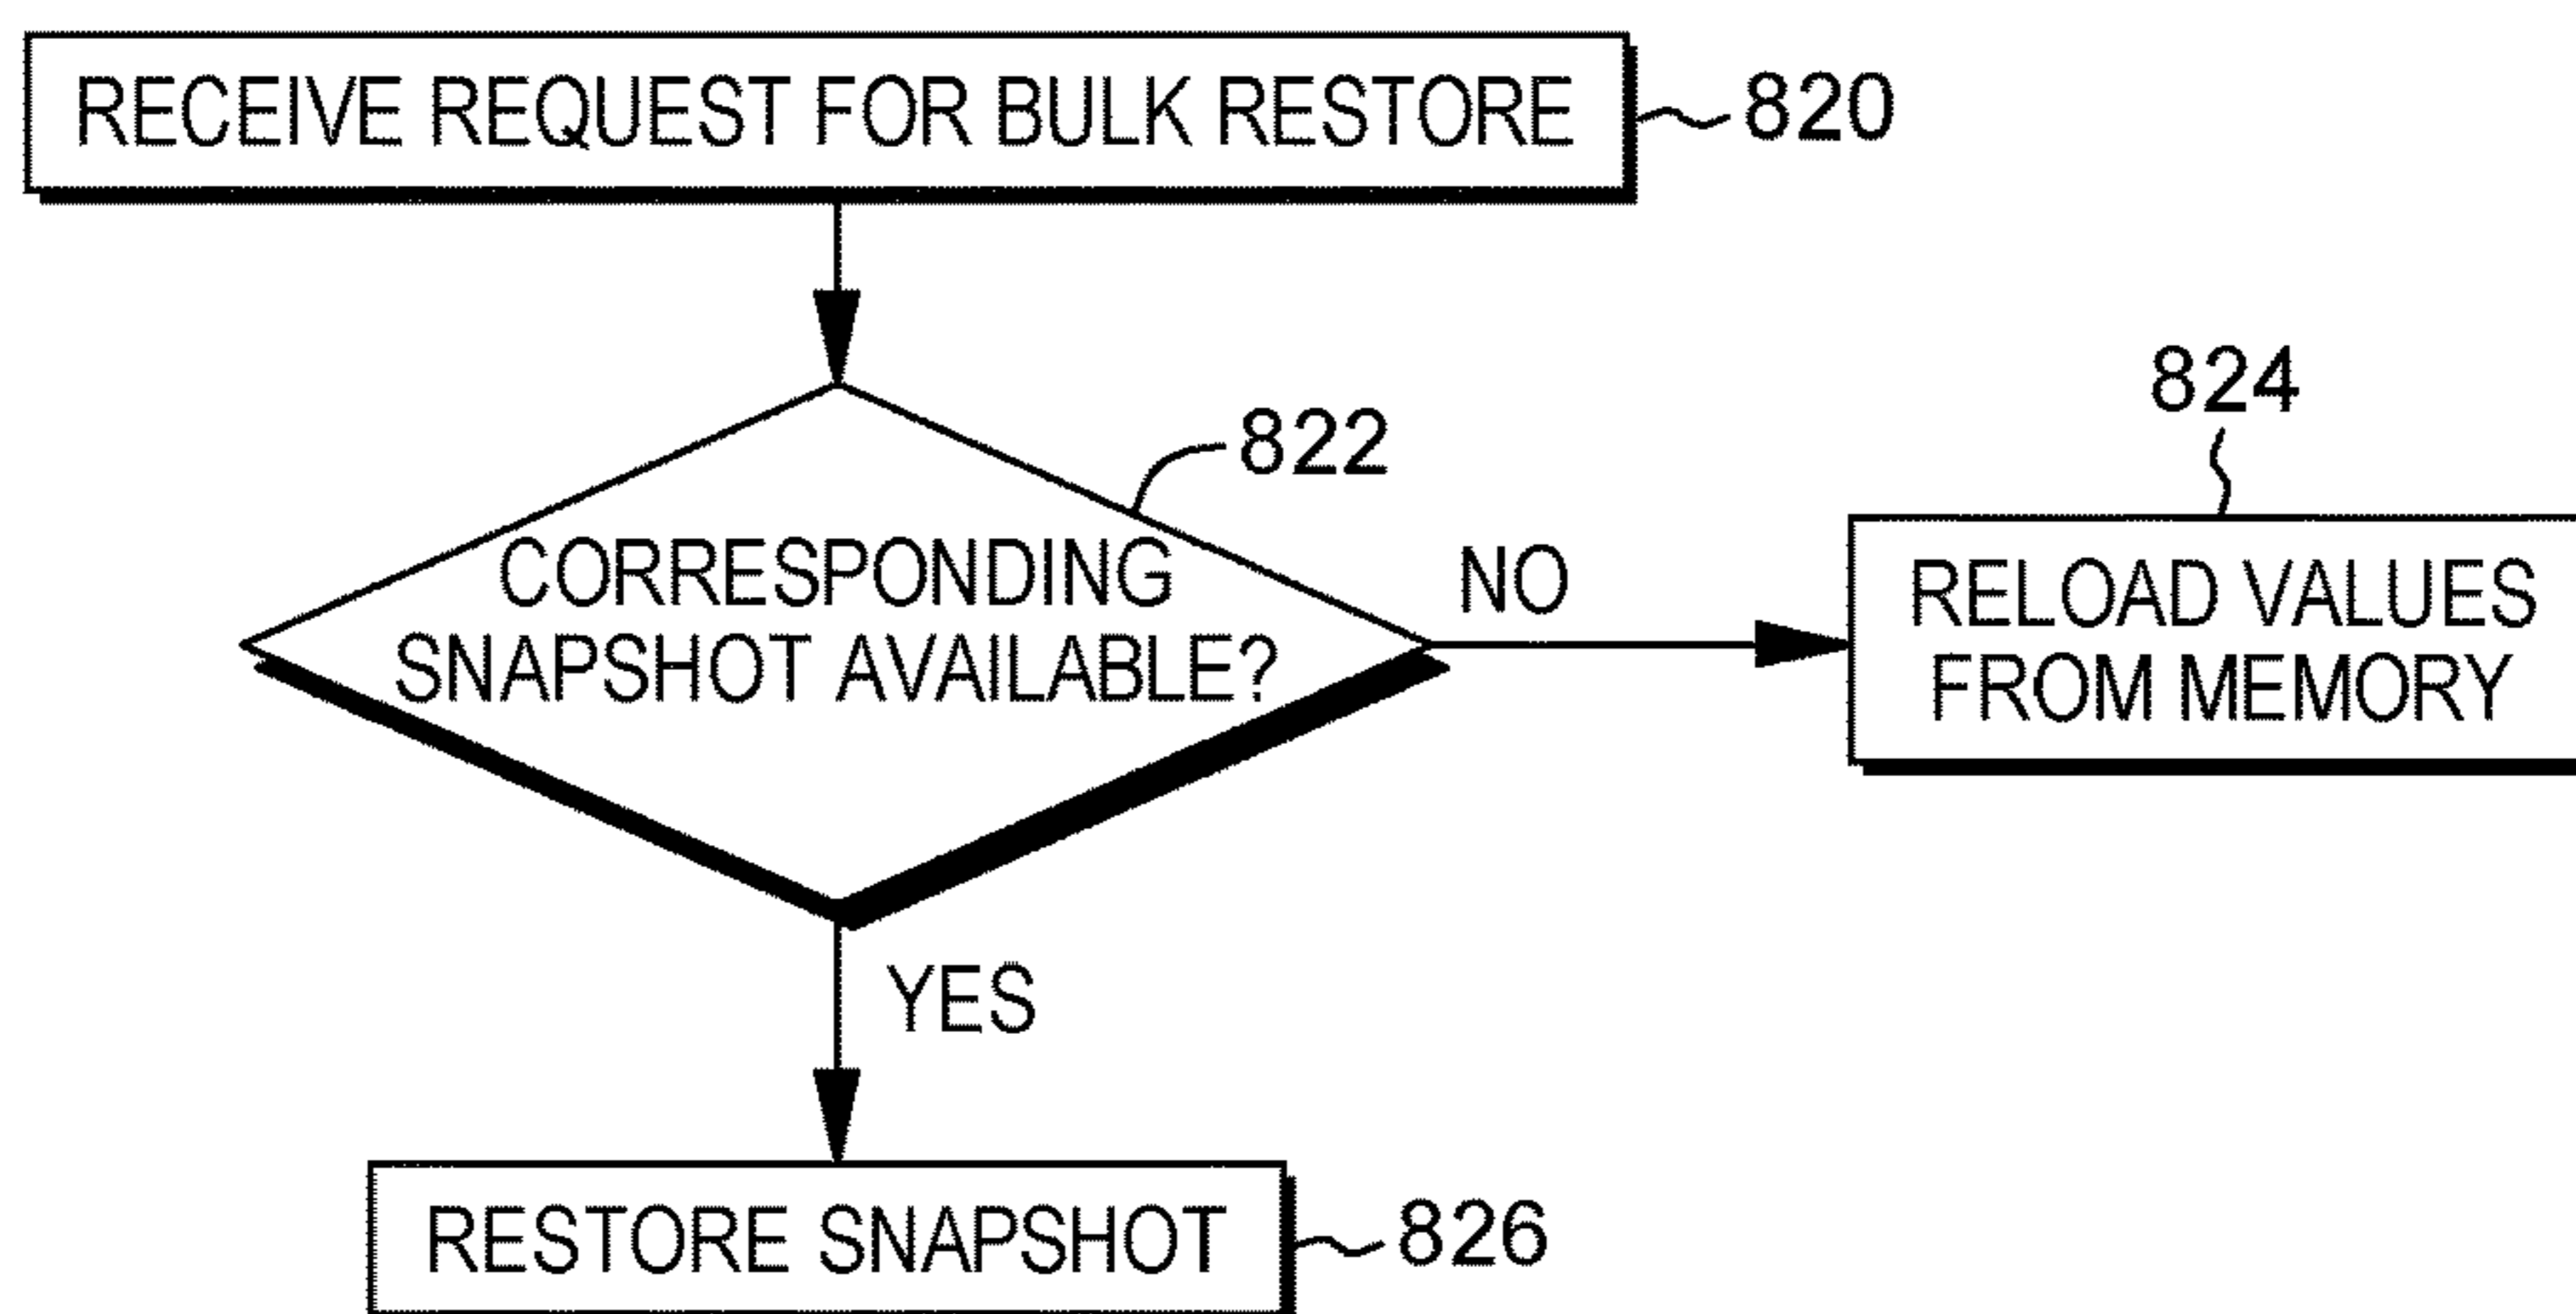 RECEIVE REQUEST FOR BULK RESTORE
820
822
CORRESPONDING
SNAPSHOT AVAILABLE?
NO
824
RELOAD VALUES
FROM MEMORY
YES
RESTORE SNAPSHOT
826